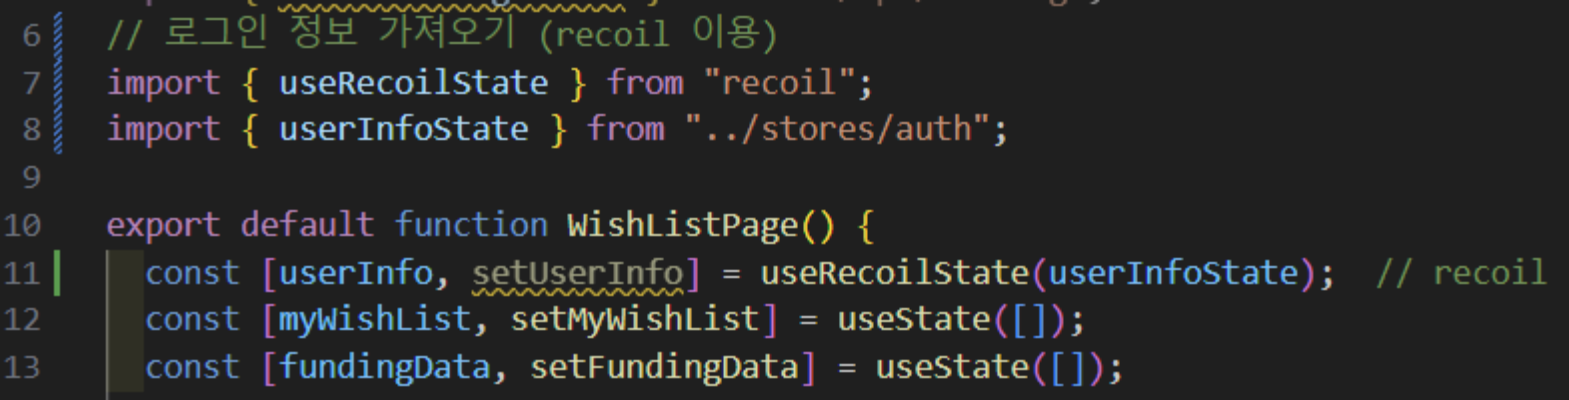 6 // 로그인 정보 가져오기 (recoil 이용)
7 import { useRecoilState } from "recoil";
8 import { userInfoState } from "../stores/auth";
9
10 export default function WishListPage() {
11 const [userInfo, setUserInfo] = useRecoilState(userInfoState); // recoil
12 const [myWishList, setMyWishList] = useState([]);
13 const [fundingData, setFundingData] = useState([]);